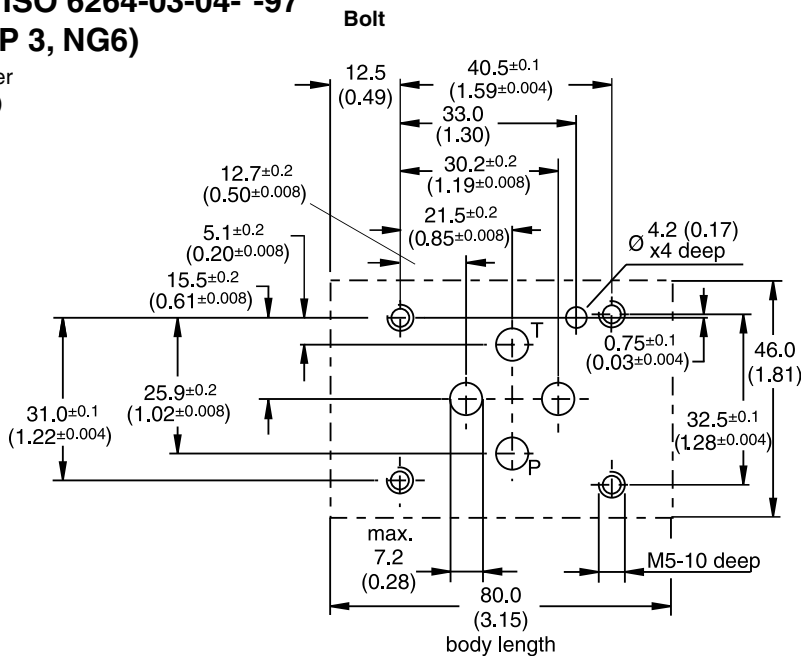 ISO 6264-03-04-*-97
P 3, NG6)
er
)
Bolt
12.5
(0.49)
40.5±0.1
(1.59±0.004)
33.0
(1.30)
30.2±0.2
(1.19±0.008)
12.7±0.2
(0.50±0.008)
21.5±0.2
(0.85±0.008)
5.1±0.2
(0.20±0.008)
Ø 4.2 (0.17)
x4 deep
15.5±0.2
(0.61±0.008)
T
0.75±0.1
(0.03±0.004)
46.0
(1.81)
25.9±0.2
(1.02±0.008)
31.0±0.1
(1.22±0.004)
32.5±0.1
(1.28±0.004)
P
max.
7.2
(0.28)
M5-10 deep
80.0
(3.15)
body length